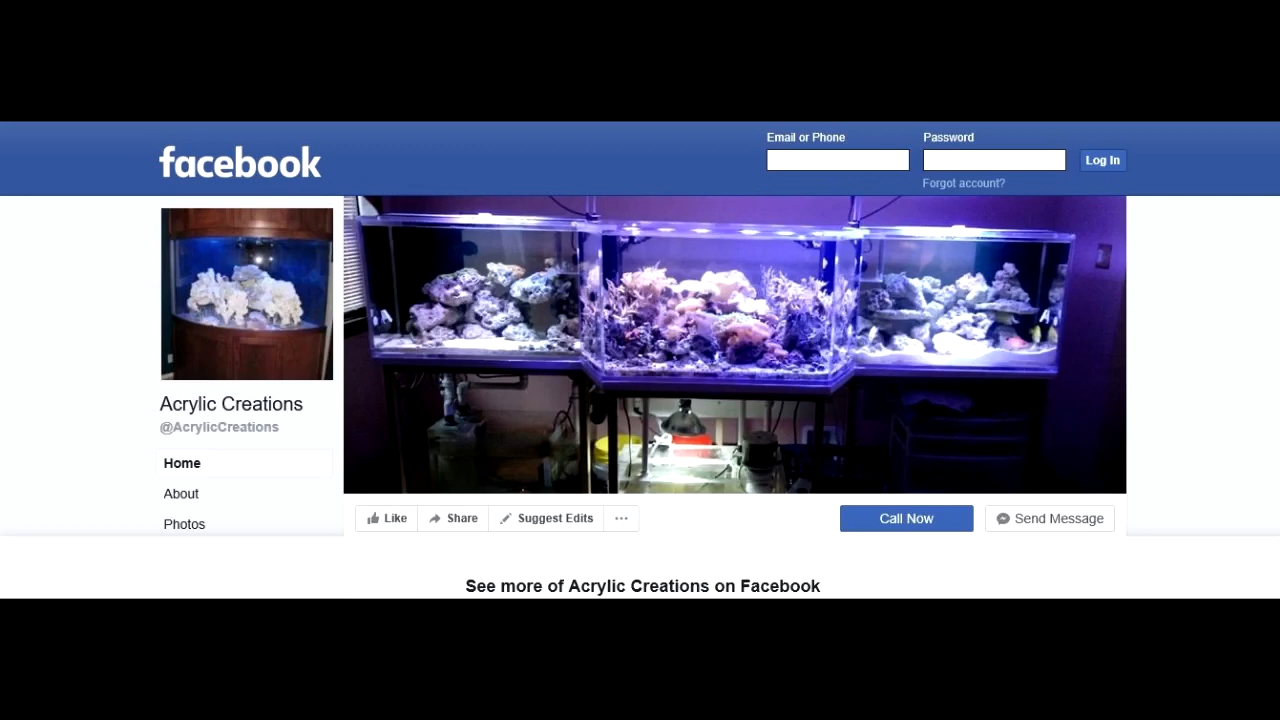 facebook
Email or Phone
Password
Log In
Forgot account?
Acrylic Creations
@AcrylicCreations
Home
About
Photos
Like
Share
Suggest Edits
...
Call Now
Send Message
See more of Acrylic Creations on Facebook